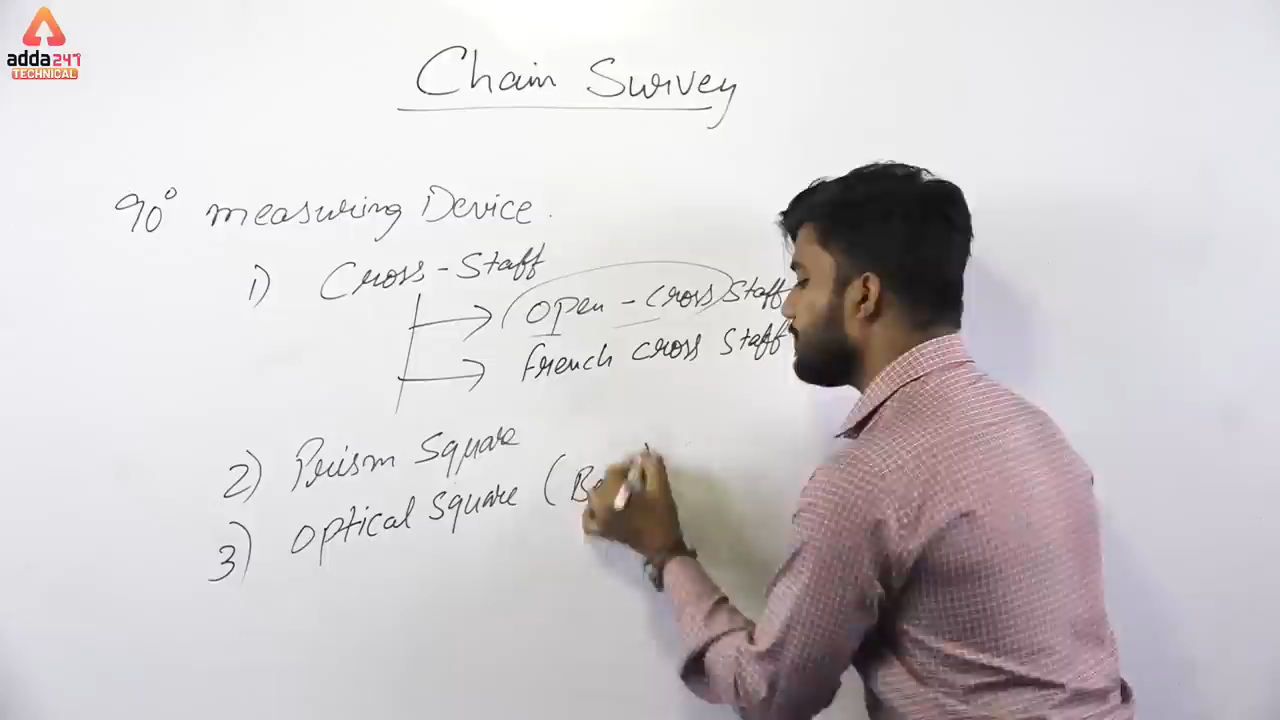 adda247
TECHNICAL
Chain Survey
90° measuring Device.
1) Cross-Staff
Open-Cross Staff
French Cross Staff
2) Prism Square
3) Optical Square (Be